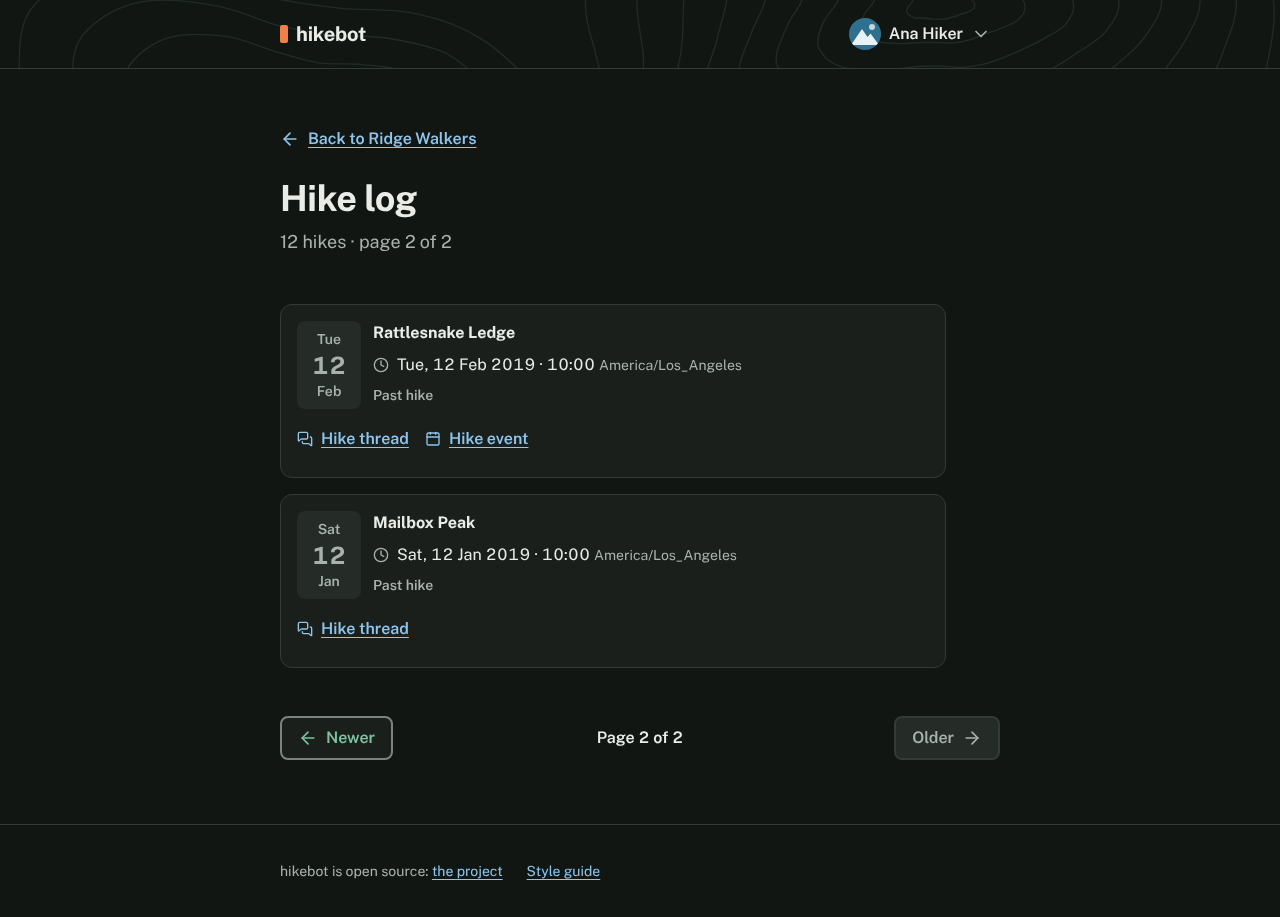 hikebot
Ana Hiker
Back to Ridge Walkers
Hike log
12 hikes · page 2 of 2
Tue
12
Feb
Rattlesnake Ledge
Tue, 12 Feb 2019 · 10:00 America/Los_Angeles
Past hike
Hike thread
Hike event
Sat
12
Jan
Mailbox Peak
Sat, 12 Jan 2019 · 10:00 America/Los_Angeles
Past hike
Hike thread
Newer
Page 2 of 2
Older
hikebot is open source: the project
Style guide